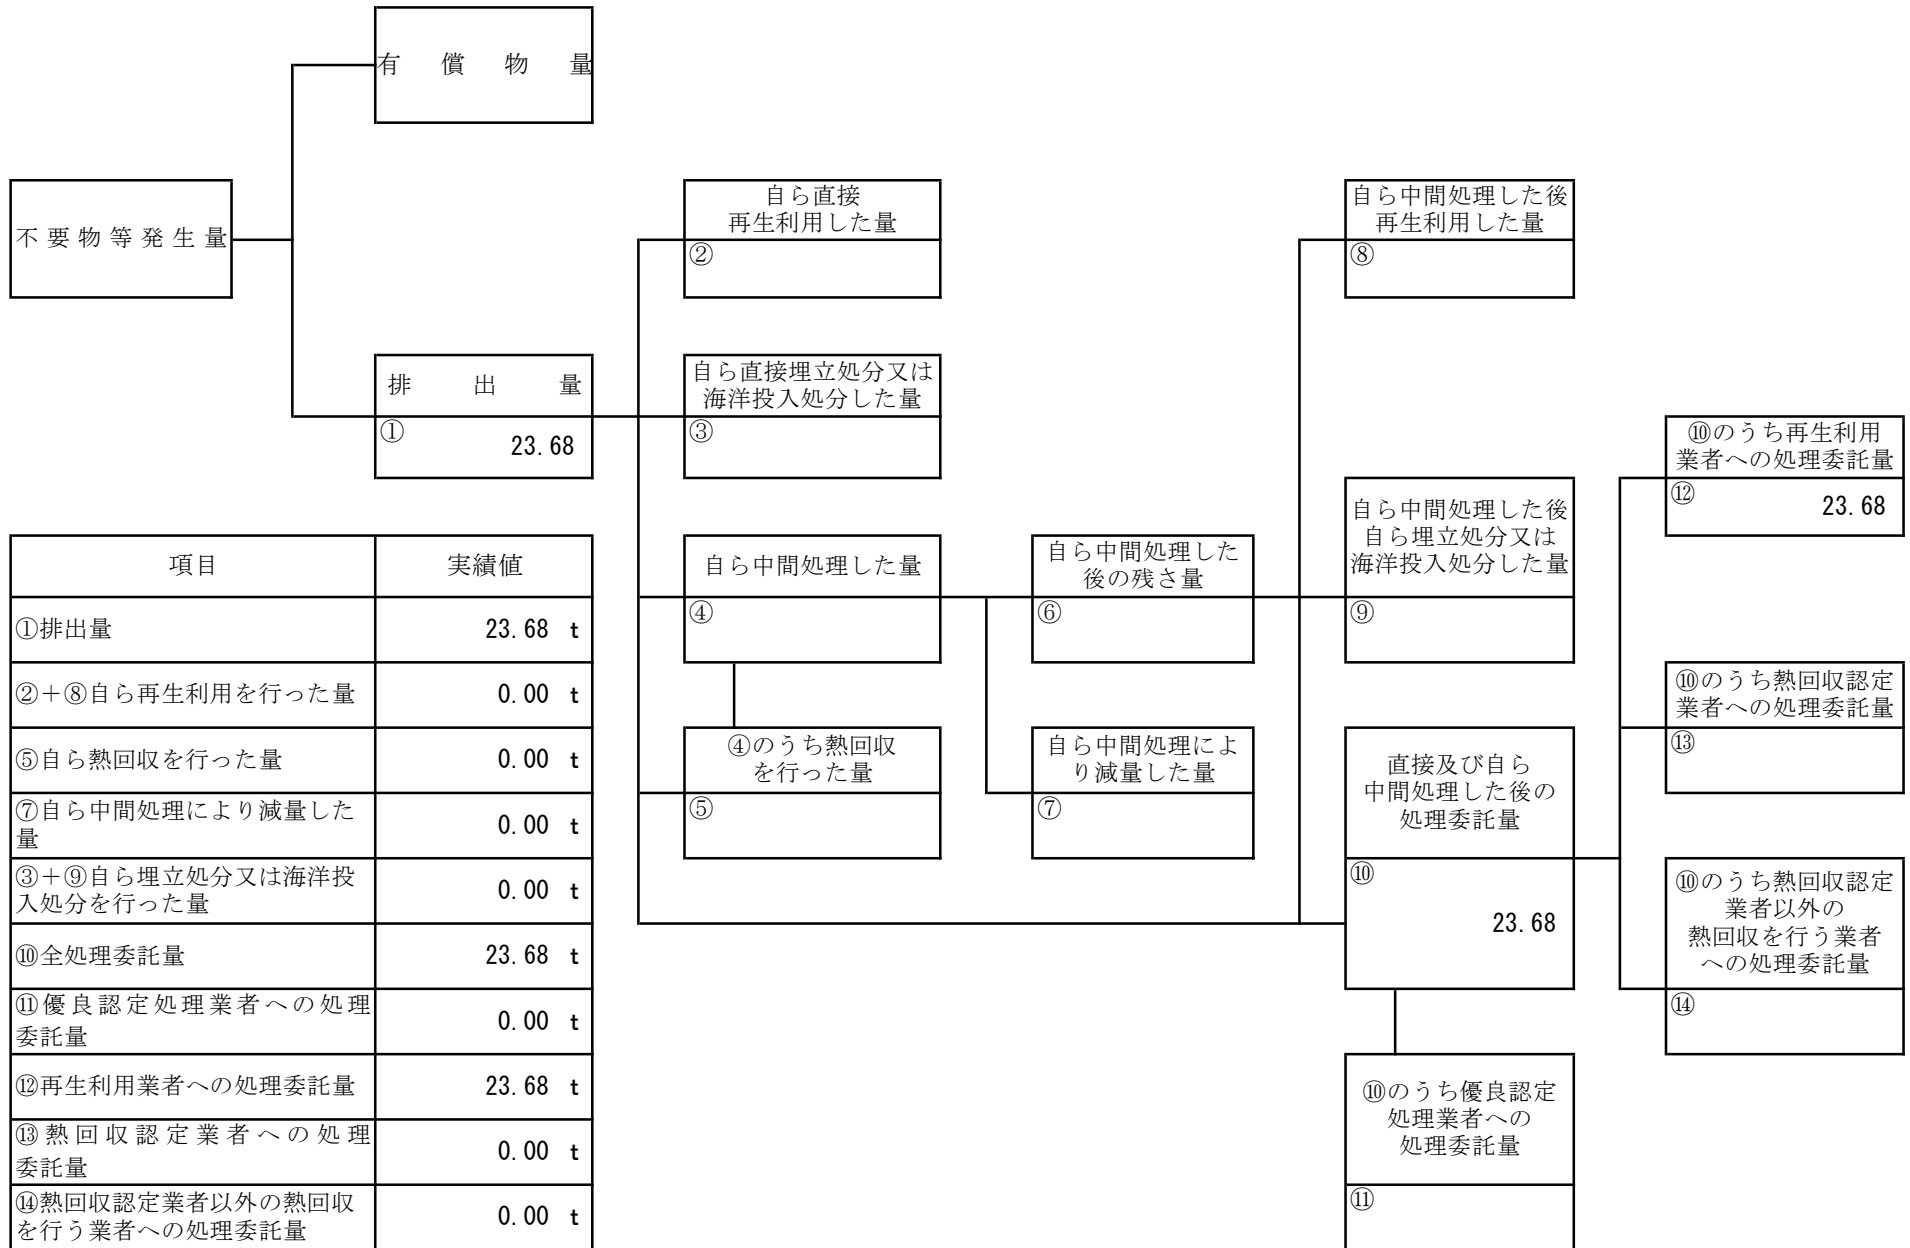 有償物量
不要物等発生量
自ら直接
再生利用した量
②
自ら中間処理した後
再生利用した量
⑧
排出量
①
23.68
自ら直接埋立処分又は
海洋投入処分した量
③
⑩のうち再生利用
業者への処理委託量
⑫
23.68
自ら中間処理した量
④
自ら中間処理した
後の残さ量
⑥
自ら中間処理した後
自ら埋立処分又は
海洋投入処分した量
⑨
④のうち熱回収
を行った量
⑤
自ら中間処理によ
り減量した量
⑦
直接及び自ら
中間処理した後の
処理委託量
⑩
23.68
⑩のうち熱回収認定
業者への処理委託量
⑬
⑩のうち熱回収認定
業者以外の
熱回収を行う業者
への処理委託量
⑭
⑩のうち優良認定
処理業者への
処理委託量
⑪
項目 実績値
①排出量 23.68 t
②+⑧自ら再生利用を行った量 0.00 t
⑤自ら熱回収を行った量 0.00 t
⑦自ら中間処理により減量した
量 0.00 t
③+⑨自ら埋立処分又は海洋投
入処分を行った量 0.00 t
⑩全処理委託量 23.68 t
⑪優良認定処理業者への処理
委託量 0.00 t
⑫再生利用業者への処理委託量 23.68 t
⑬熱回収認定業者への処理
委託量 0.00 t
⑭熱回収認定業者以外の熱回収
を行う業者への処理委託量 0.00 t